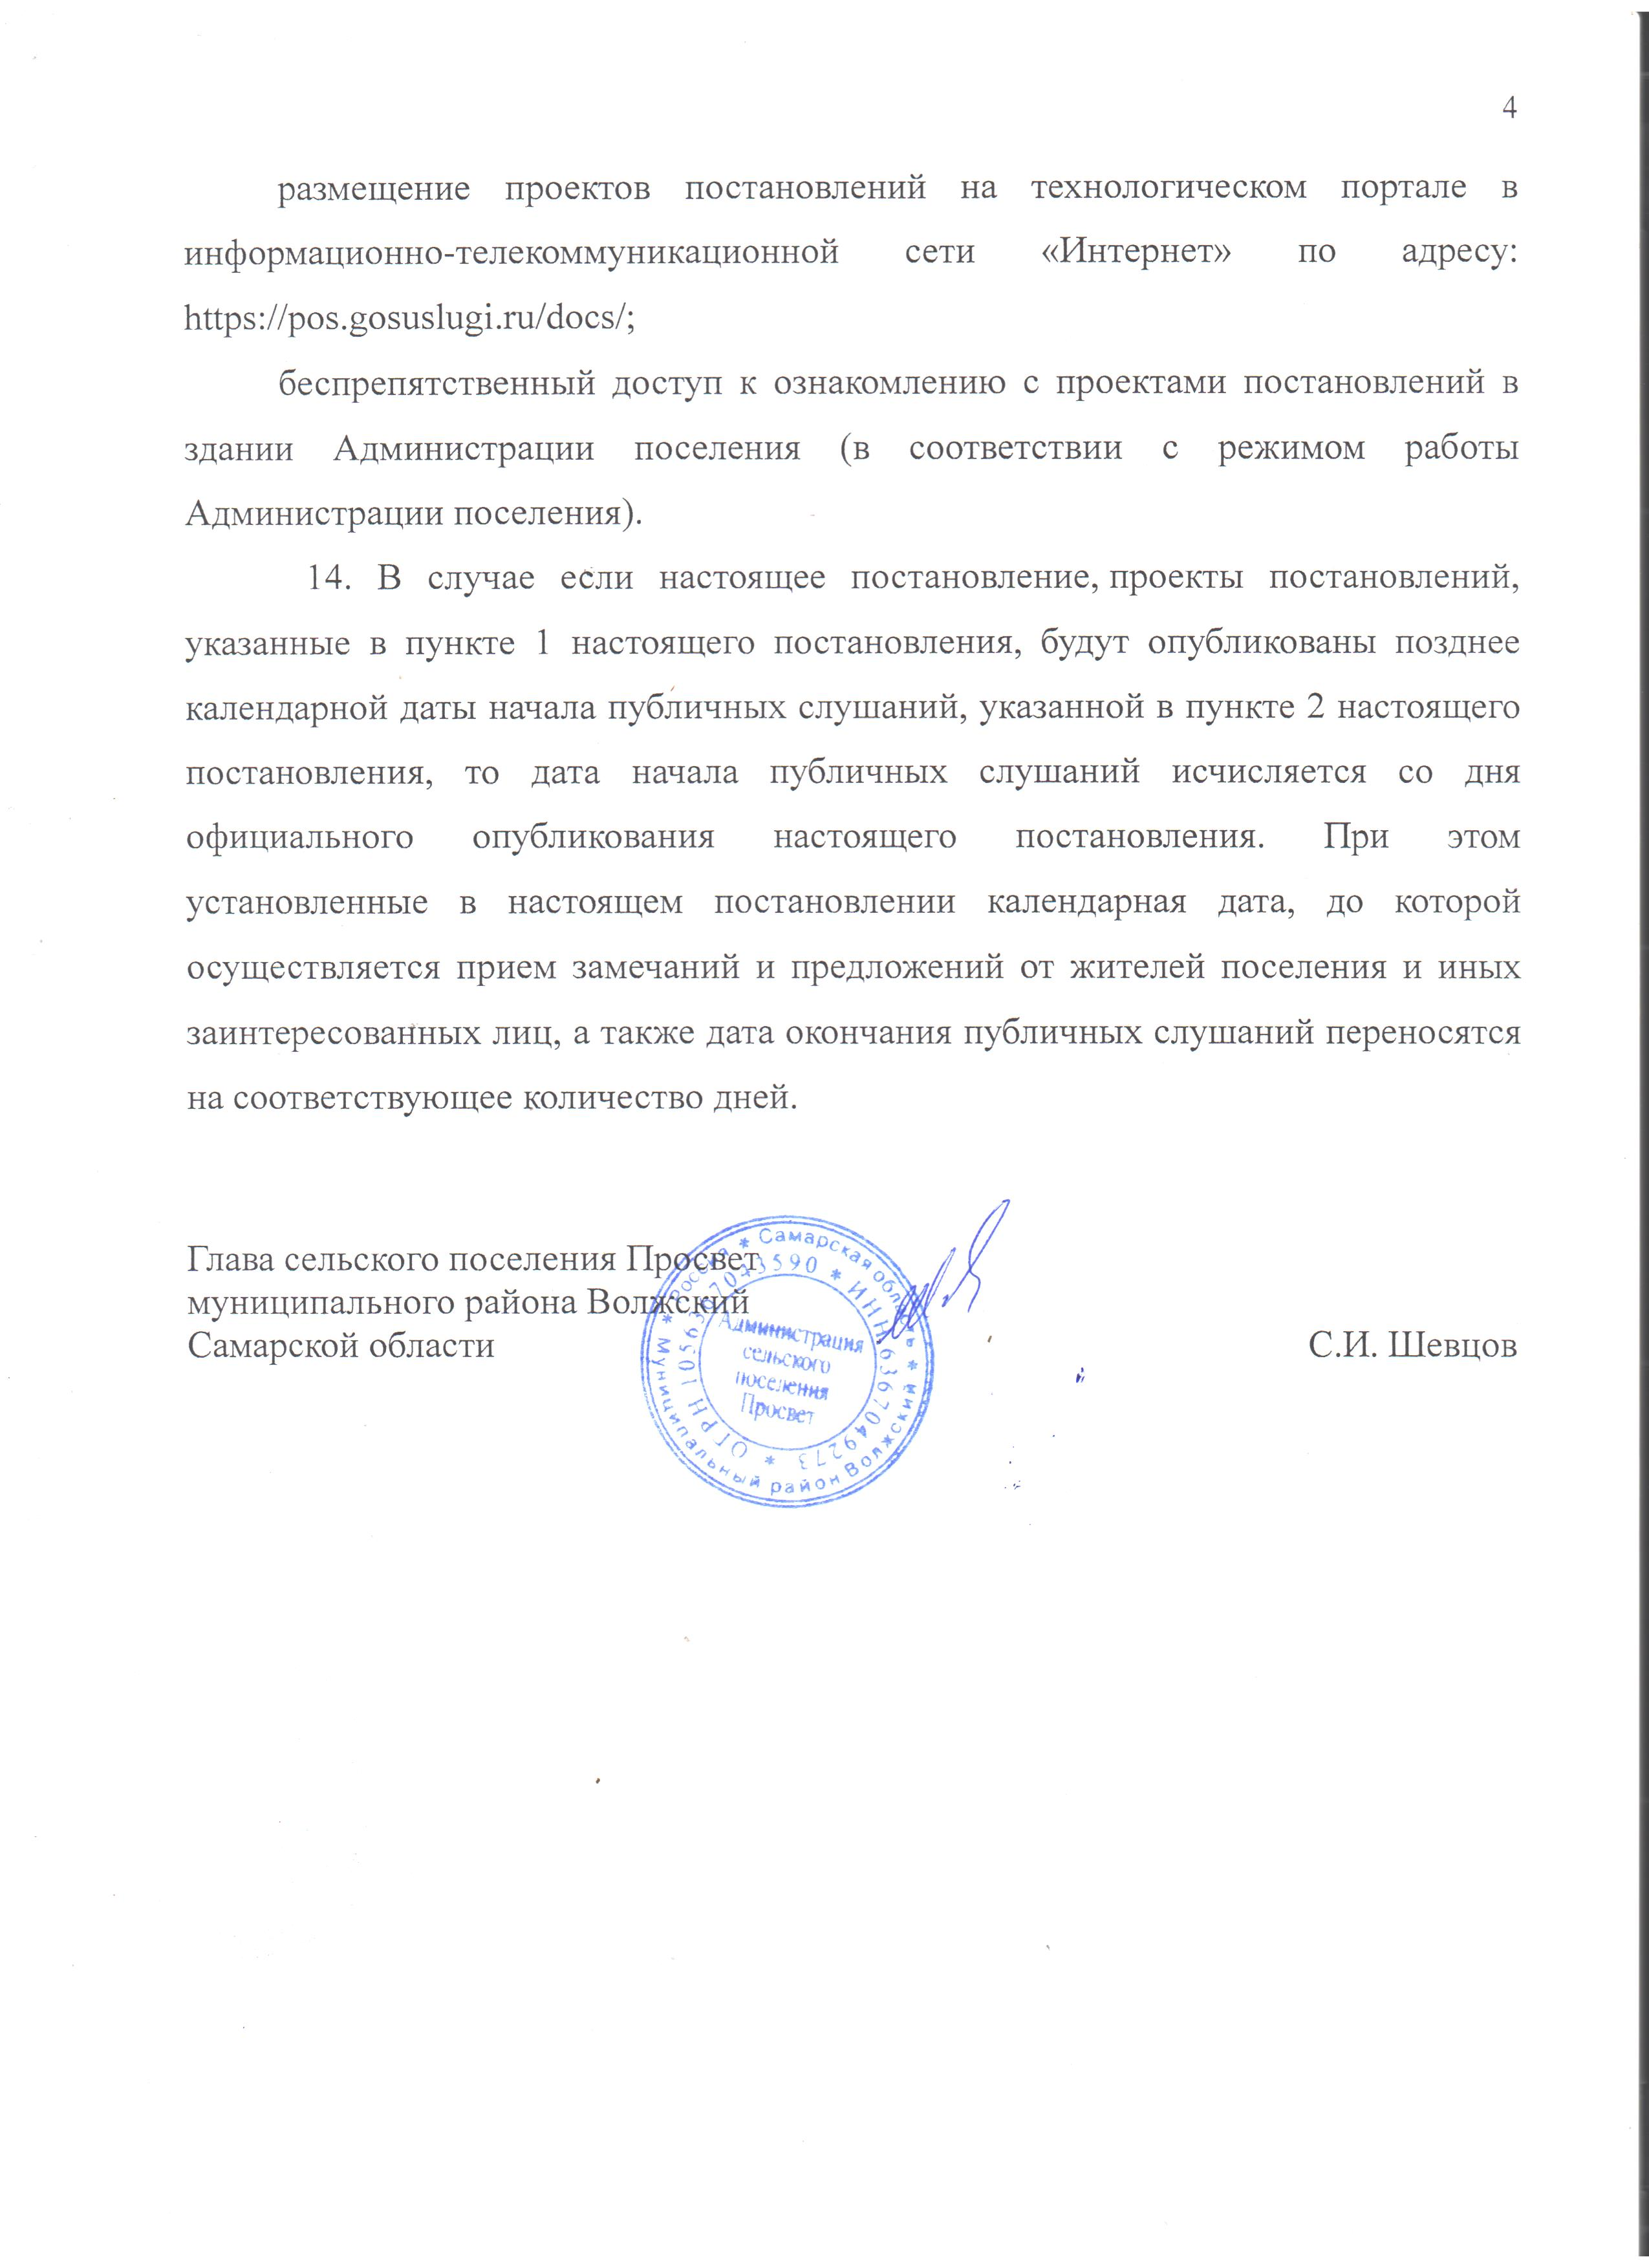 4
размещение проектов постановлений на технологическом портале в
информационно-телекоммуникационной сети «Интернет» по адресу:
https://pos.gosuslugi.ru/docs/;
беспрепятственный доступ к ознакомлению с проектами постановлений в
здании Администрации поселения (в соответствии с режимом работы
Администрации поселения).
14. В случае если настоящее постановление, проекты постановлений,
указанные в пункте 1 настоящего постановления, будут опубликованы позднее
календарной даты начала публичных слушаний, указанной в пункте 2 настоящего
постановления, то дата начала публичных слушаний исчисляется со дня
официального опубликования настоящего постановления. При этом
установленные в настоящем постановлении календарная дата, до которой
осуществляется прием замечаний и предложений от жителей поселения и иных
заинтересованных лиц, а также дата окончания публичных слушаний переносятся
на соответствующее количество дней.
Глава сельского поселения Просвет
муниципального района Волжский
Самарской области
С.И. Шевцов
* Россия * Самарская область * Муниципальный район Волжский
ОГРН 1056367043590 * ИНН 6367049273 *
Администрация
сельского
поселения
Просвет